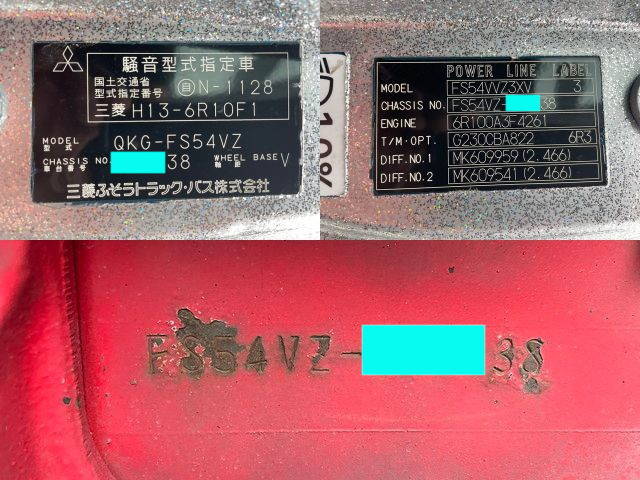 騒音型式指定車
国土交通省
型式指定番号 自N-1128
三菱 H13-6R10F1
MODEL
型式 QKG-FS54VZ
CHASSIS NO.
車台番号 38 WHEEL BASE
軸距 V
三菱ふそうトラック・バス株式会社
POWER LINE LABEL
MODEL FS54VVZ3XV 3
CHASSIS NO. FS54VZ- 38
ENGINE 6R100A3F4261
T/M·OPT. G230CBA822 6R3
DIFF.NO.1 MK609959(2.466)
DIFF.NO.2 MK609541(2.466)
FS54VZ- 38